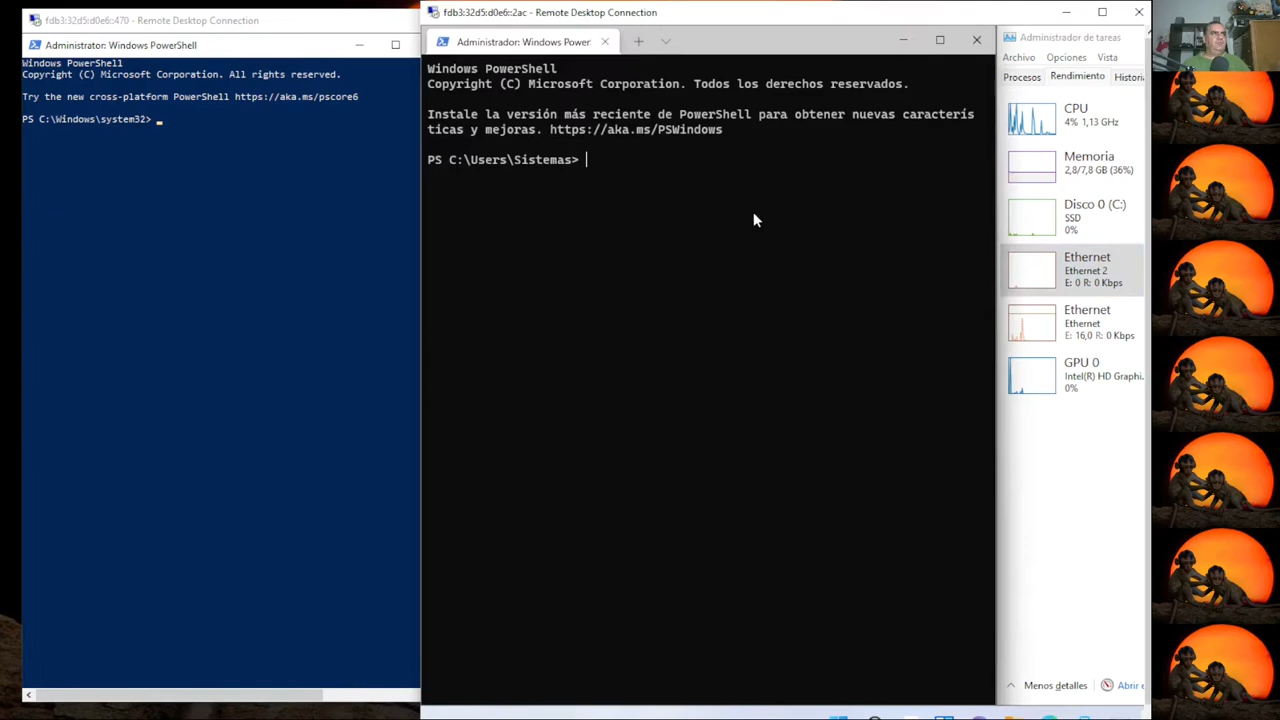 fdb3:32d5:d0e6::470 - Remote Desktop Connection
Administrator: Windows PowerShell
Windows PowerShell
Copyright (C) Microsoft Corporation. All rights reserved.
Try the new cross-platform PowerShell https://aka.ms/pscore6
PS C:\Windows\system32>
fdb3:32d5:d0e6::2ac - Remote Desktop Connection
Administrador: Windows Power
Windows PowerShell
Copyright (C) Microsoft Corporation. Todos los derechos reservados.
Instale la versión más reciente de PowerShell para obtener nuevas caracterís
ticas y mejoras. https://aka.ms/PSWindows
PS C:\Users\Sistemas>
Administrador de tareas
Archivo Opciones Vista
Procesos Rendimiento Histori
CPU
4% 1,13 GHz
Memoria
2,8/7,8 GB (36%)
Disco 0 (C:)
SSD
0%
Ethernet
Ethernet 2
E: 0 R: 0 Kbps
Ethernet
Ethernet
E: 16,0 R: 0 Kbps
GPU 0
Intel(R) HD Graphi.
0%
Menos detalles Abrir e